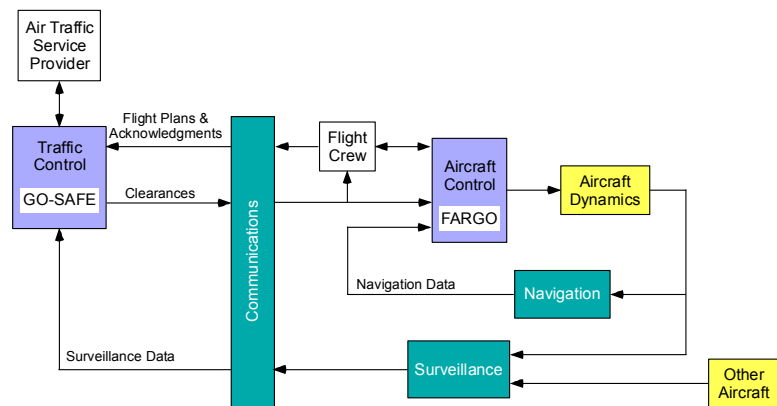 Air Traffic
Service
Provider
Flight Plans &
Acknowledgments
Traffic
Control
GO-SAFE
Clearances
Surveillance Data
Communications
Flight
Crew
Aircraft
Control
FARGO
Aircraft
Dynamics
Navigation Data
Navigation
Surveillance
Other
Aircraft